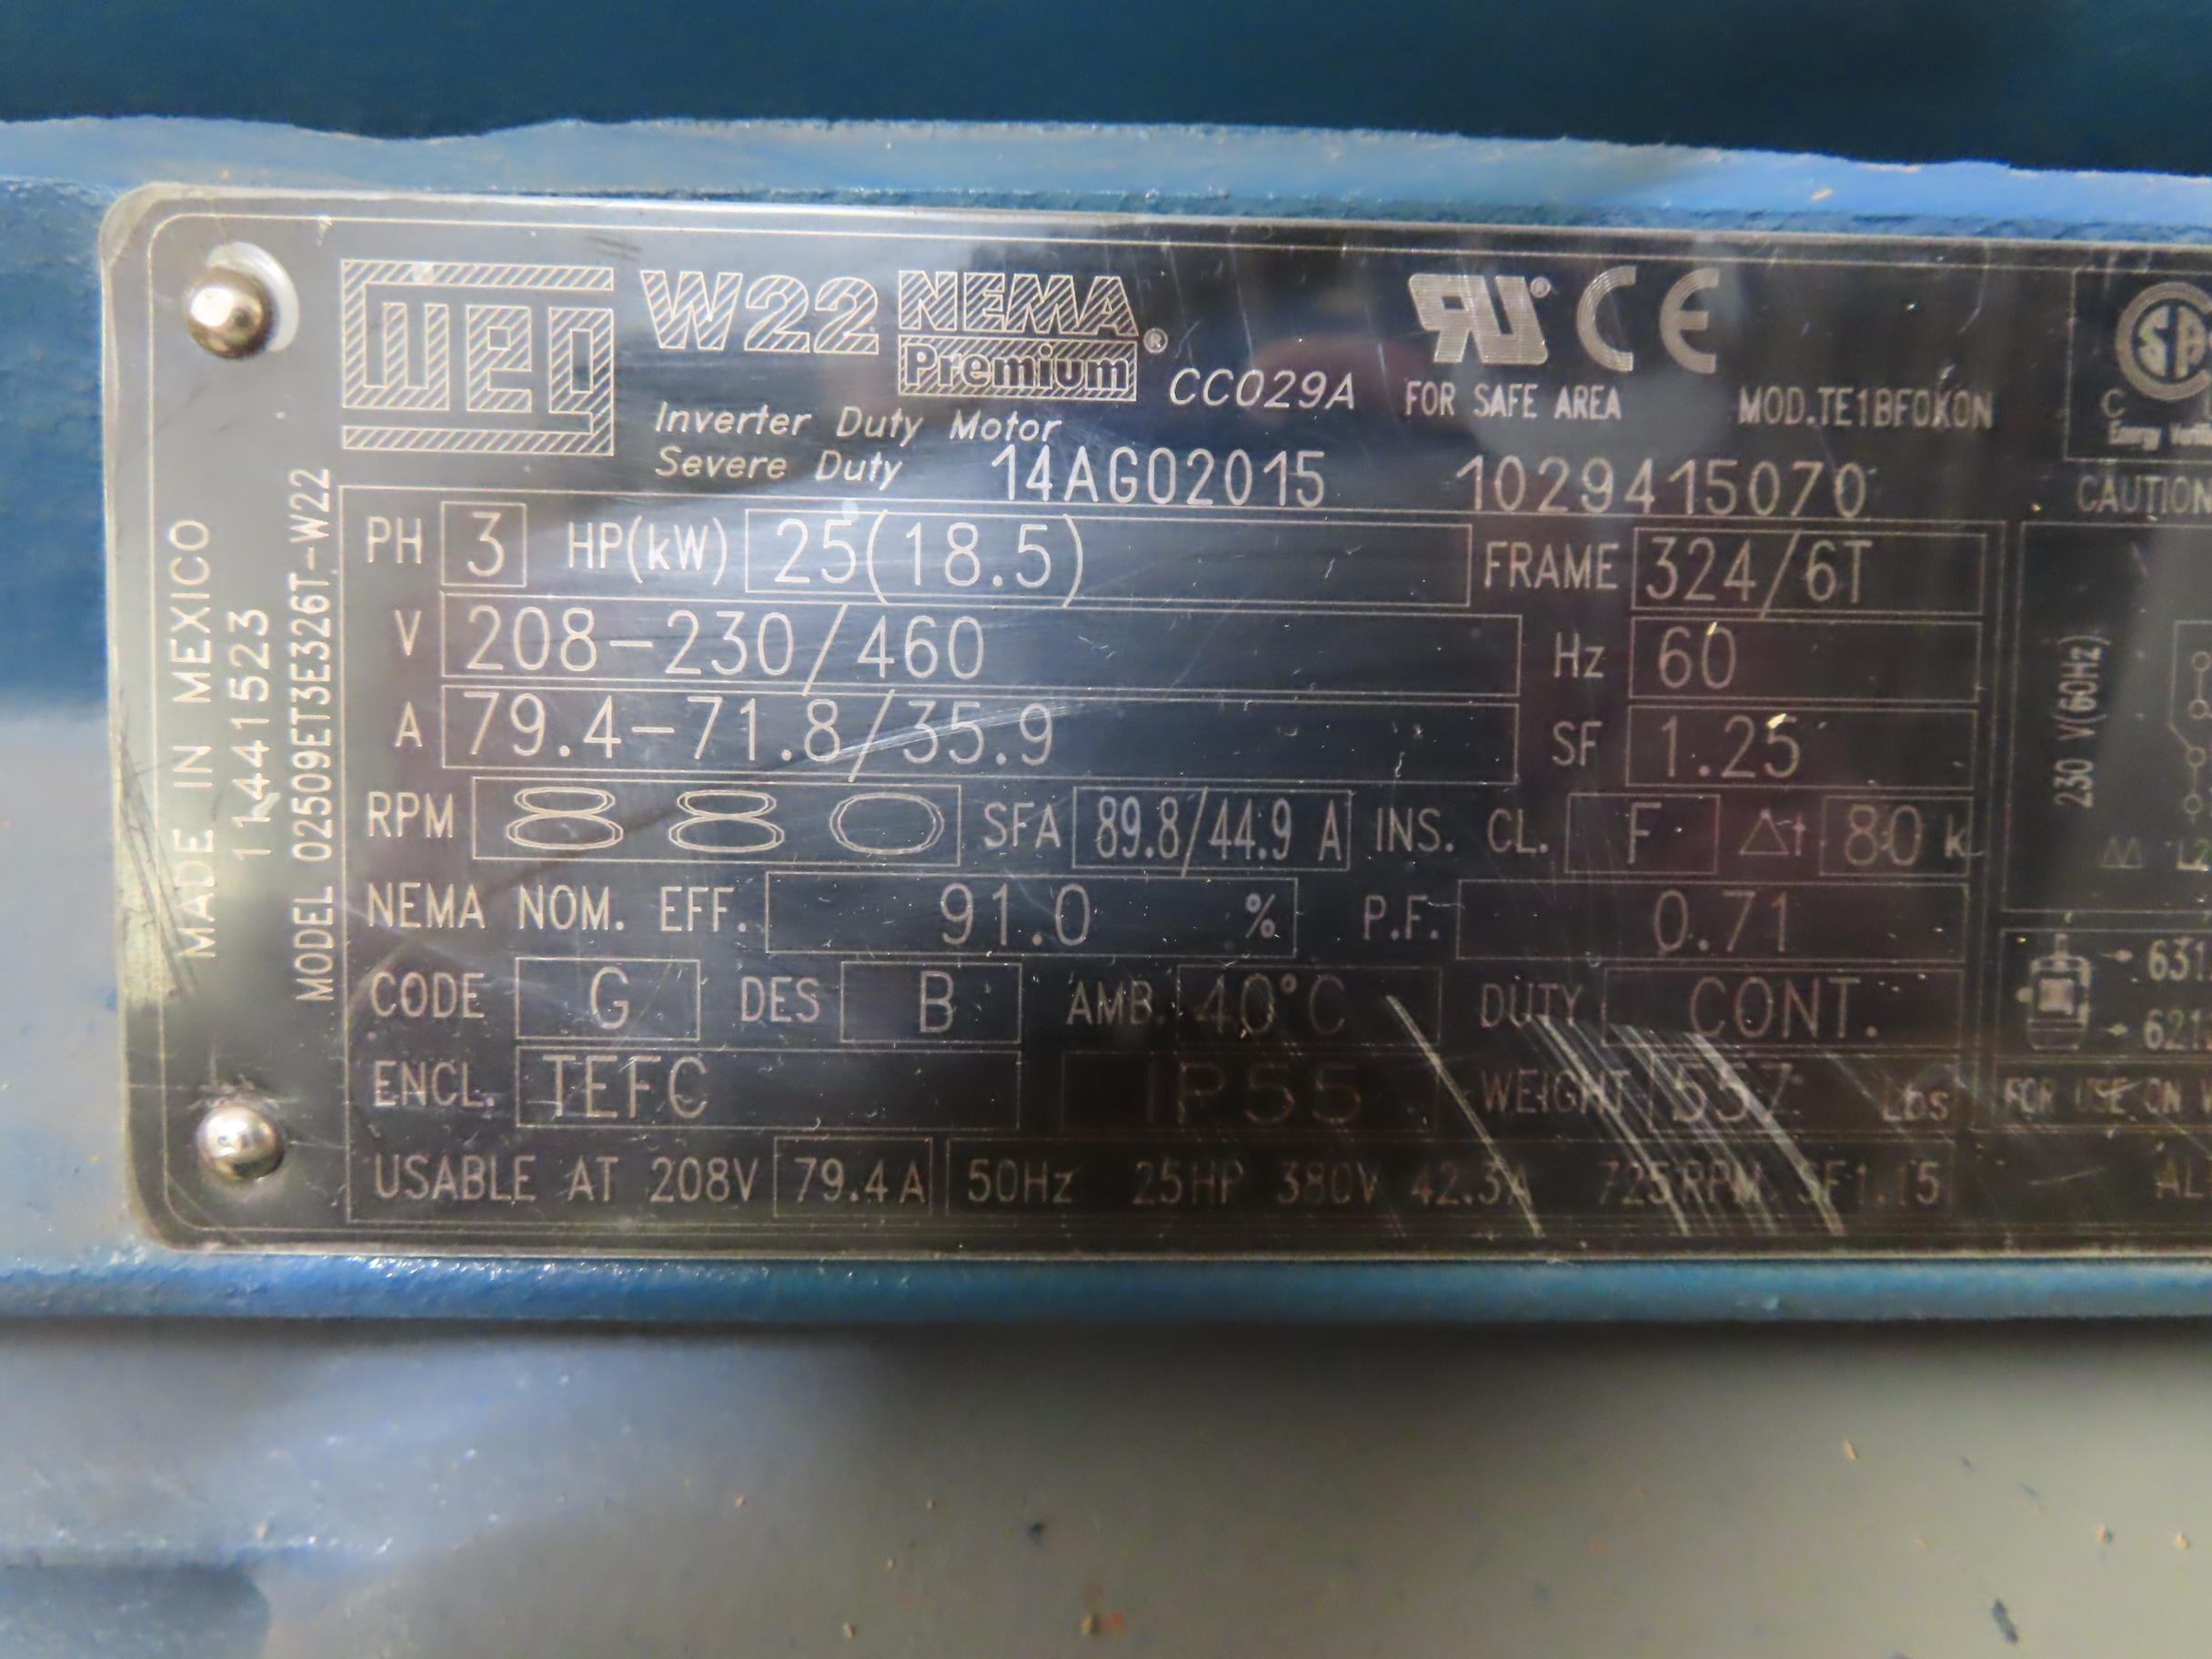 weg W22 NEMA Premium ® CC029A
UR ® CE
FOR SAFE AREA MOD.TE1BF0X0N
Inverter Duty Motor
Severe Duty 14AG02015 1029415070
MADE IN MEXICO
11441523
MODEL 02509ET3E326T-W22
PH 3 HP(kW) 25(18.5) FRAME 324/6T
V 208-230/460 Hz 60
A 79.4-71.8/35.9 SF 1.25
RPM 880 SFA 89.8/44.9 A INS. CL. F Δt 80 K
NEMA NOM. EFF. 91.0 % P.F. 0.71
CODE G DES B AMB. 40°C DUTY CONT.
ENCL. TEFC IP55 WEIGHT 557 Lbs
USABLE AT 208V 79.4 A 50Hz 25HP 380V 42.3A 725RPM SF1.15
C
CAUTION
230 V(60Hz)
FOR USE ON